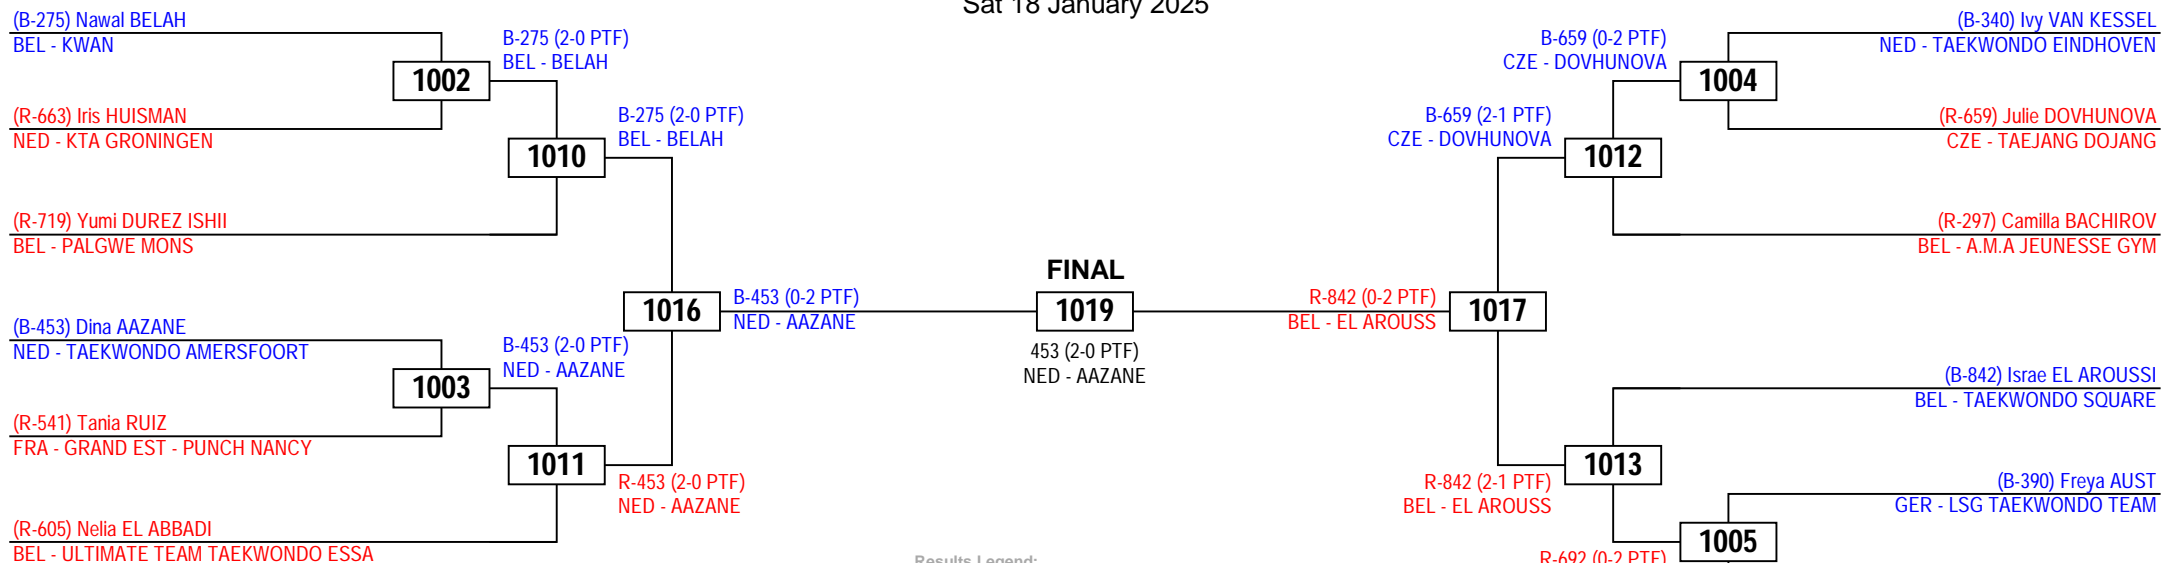 Sat 18 January 2025
(B-275) Nawal BELAH
BEL - KWAN
B-275 (2-0 PTF)
BEL - BELAH
1002
(R-663) Iris HUISMAN
NED - KTA GRONINGEN
B-275 (2-0 PTF)
BEL - BELAH
1010
(R-719) Yumi DUREZ ISHII
BEL - PALGWE MONS
1016
B-453 (0-2 PTF)
NED - AAZANE
(B-453) Dina AAZANE
NED - TAEKWONDO AMERSFOORT
B-453 (2-0 PTF)
NED - AAZANE
1003
(R-541) Tania RUIZ
FRA - GRAND EST - PUNCH NANCY
1011
R-453 (2-0 PTF)
NED - AAZANE
(R-605) Nelia EL ABBADI
BEL - ULTIMATE TEAM TAEKWONDO ESSA
FINAL
1019
453 (2-0 PTF)
NED - AAZANE
Results Legend:
(B-340) Ivy VAN KESSEL
NED - TAEKWONDO EINDHOVEN
B-659 (0-2 PTF)
CZE - DOVHUNOVA
1004
(R-659) Julie DOVHUNOVA
CZE - TAEJANG DOJANG
B-659 (2-1 PTF)
CZE - DOVHUNOVA
1012
(R-297) Camilla BACHIROV
BEL - A.M.A JEUNESSE GYM
R-842 (0-2 PTF)
BEL - EL AROUSS
1017
(B-842) Israe EL AROUSSI
BEL - TAEKWONDO SQUARE
1013
R-842 (2-1 PTF)
BEL - EL AROUSS
(B-390) Freya AUST
GER - LSG TAEKWONDO TEAM
1005
R-692 (0-2 PTF)